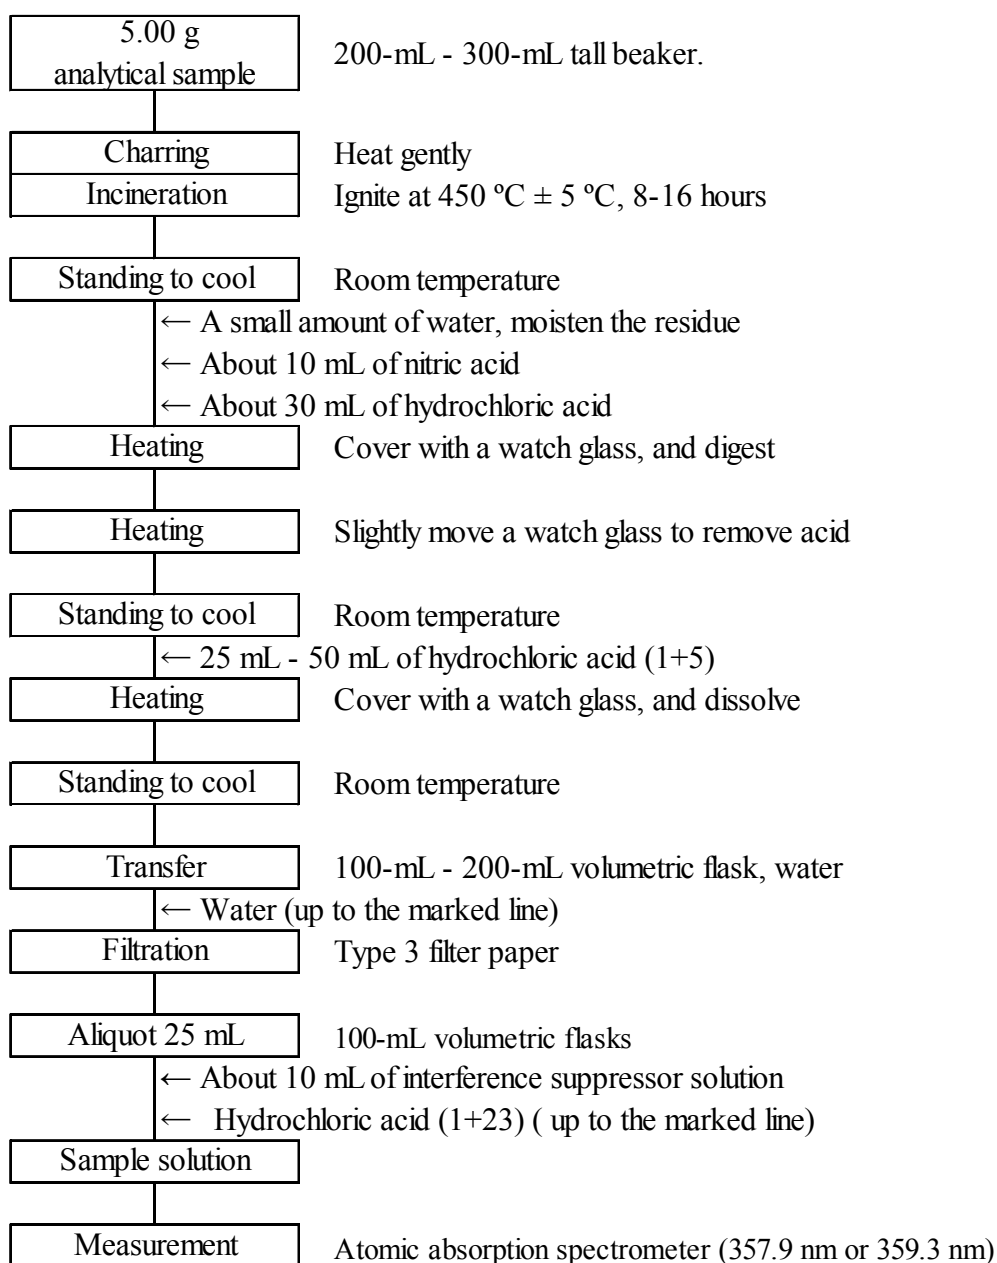 5.00 g
analytical sample
200-mL - 300-mL tall beaker.
Charring
Heat gently
Incineration
Ignite at 450 ºC ± 5 ºC, 8-16 hours
Standing to cool
Room temperature
← A small amount of water, moisten the residue
← About 10 mL of nitric acid
← About 30 mL of hydrochloric acid
Heating
Cover with a watch glass, and digest
Heating
Slightly move a watch glass to remove acid
Standing to cool
Room temperature
← 25 mL - 50 mL of hydrochloric acid (1+5)
Heating
Cover with a watch glass, and dissolve
Standing to cool
Room temperature
Transfer
100-mL - 200-mL volumetric flask, water
← Water (up to the marked line)
Filtration
Type 3 filter paper
Aliquot 25 mL
100-mL volumetric flasks
← About 10 mL of interference suppressor solution
← Hydrochloric acid (1+23) ( up to the marked line)
Sample solution
Measurement
Atomic absorption spectrometer (357.9 nm or 359.3 nm)